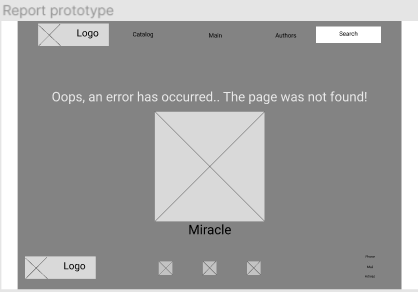 Report prototype
Logo
Catalog
Main
Authors
Search
Oops, an error has occurred.. The page was not found!
Miracle
Logo